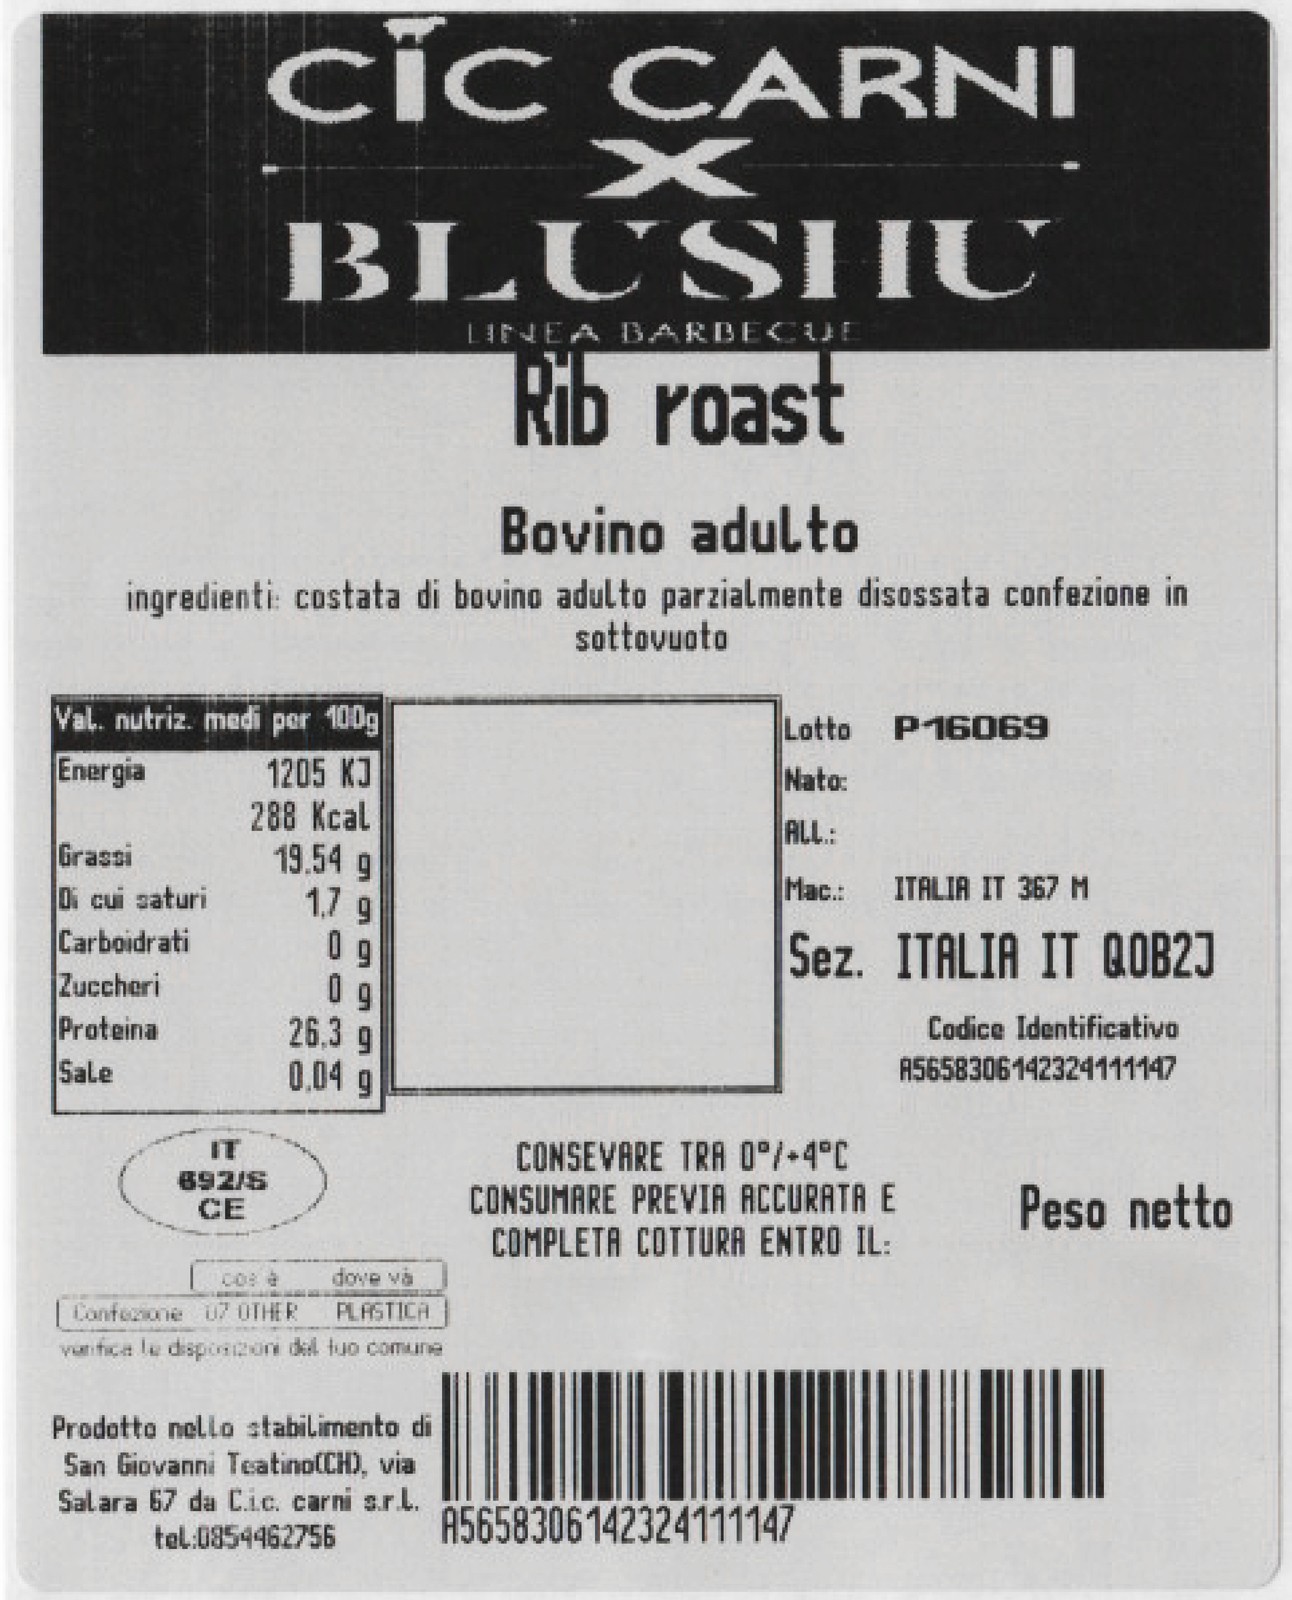 CIC CARNI
X
BLUSHU
LINEA BARBECUE
Rib roast
Bovino adulto
ingredienti: costata di bovino adulto parzialmente disossata confezione in
sottovuoto
Val. nutriz. medi per 100g
Energia 1205 KJ
288 Kcal
Grassi 19,54 g
Di cui saturi 1,7 g
Carboidrati 0 g
Zuccheri 0 g
Proteina 26,3 g
Sale 0,04 g
Lotto P16069
Nato:
All.:
Mac.: ITALIA IT 367 M
Sez. ITALIA IT Q0B2J
Codice Identificativo
A56583061423241 11147
IT
692/S
CE
CONSEVARE TRA 0°/+4°C
CONSUMARE PREVIA ACCURATA E
COMPLETA COTTURA ENTRO IL:
Peso netto
cos è dove và
Confezione 07 OTHER PLASTICA
verifica le disposizioni del tuo comune
Prodotto nello stabilimento di
San Giovanni Teatino(CH), via
Salara 67 da C.i.c. carni s.r.l.
tel:0854462756
A5658306142324111147